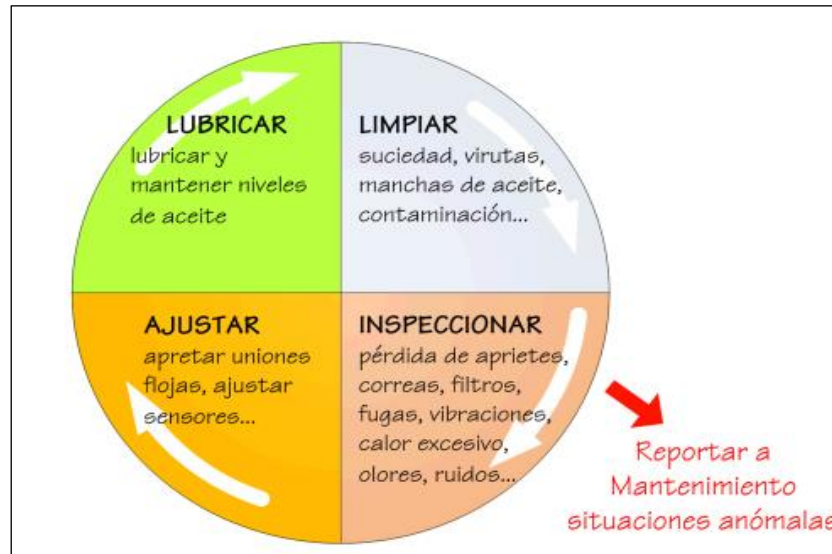 LUBRICAR
lubricar y
mantener niveles
de aceite
LIMPIAR
suciedad, virutas,
manchas de aceite,
contaminación...
AJUSTAR
apretar uniones
flojas, ajustar
sensores...
INSPECCIONAR
pérdida de aprietes,
correas, filtros,
fugas, vibraciones,
calor excesivo,
olores, ruidos...
Reportar a
Mantenimiento
situaciones anómalas